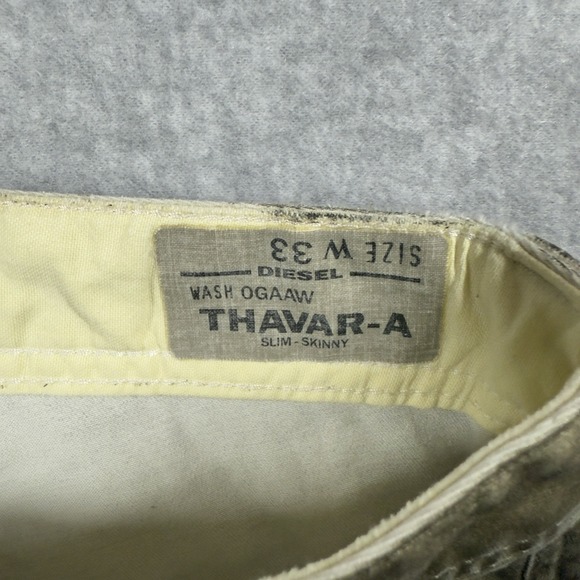 SIZE W 33
DIESEL
WASH OGAAW
THAVAR-A
SLIM-SKINNY